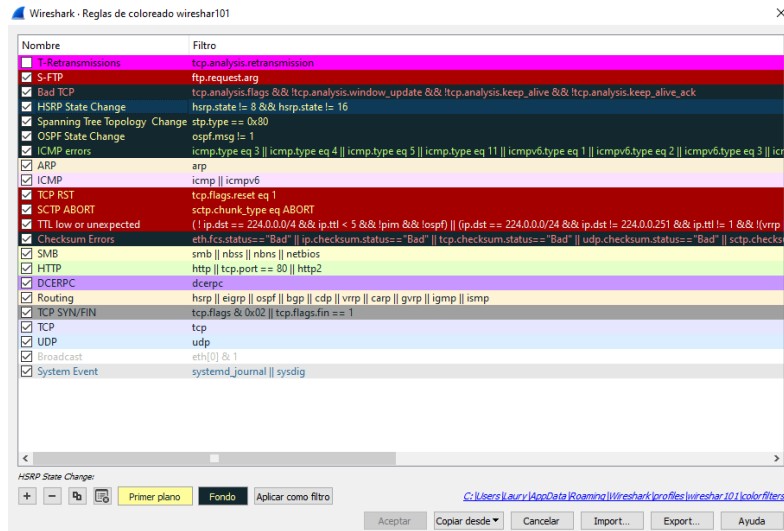 Wireshark · Reglas de coloreado wireshar101
Nombre Filtro
T-Retransmissions tcp.analysis.retransmission
S-FTP ftp.request.arg
Bad TCP tcp.analysis.flags && !tcp.analysis.window_update && !tcp.analysis.keep_alive && !tcp.analysis.keep_alive_ack
HSRP State Change hsrp.state != 8 && hsrp.state != 16
Spanning Tree Topology Change stp.type == 0x80
OSPF State Change ospf.msg != 1
ICMP errors icmp.type eq 3 || icmp.type eq 4 || icmp.type eq 5 || icmp.type eq 11 || icmpv6.type eq 1 || icmpv6.type eq 2 || icmpv6.type eq 3 || icr
ARP arp
ICMP icmp || icmpv6
TCP RST tcp.flags.reset eq 1
SCTP ABORT sctp.chunk_type eq ABORT
TTL low or unexpected ( ! ip.dst == 224.0.0.0/4 && ip.ttl < 5 && !pim && !ospf) || (ip.dst == 224.0.0.0/24 && ip.dst != 224.0.0.251 && ip.ttl != 1 && !(vrrp
Checksum Errors eth.fcs.status=="Bad" || ip.checksum.status=="Bad" || tcp.checksum.status=="Bad" || udp.checksum.status=="Bad" || sctp.checks
SMB smb || nbss || nbns || netbios
HTTP http || tcp.port == 80 || http2
DCERPC dcerpc
Routing hsrp || eigrp || ospf || bgp || cdp || vrrp || carp || gvrp || igmp || ismp
TCP SYN/FIN tcp.flags & 0x02 || tcp.flags.fin == 1
TCP tcp
UDP udp
Broadcast eth[0] & 1
System Event systemd_journal || sysdig
HSRP State Change:
Primer plano Fondo Aplicar como filtro C:\Users\Laury\AppData\Roaming\Wireshark\profiles\wireshar101\colorfilters
Aceptar Copiar desde Cancelar Import... Export... Ayuda